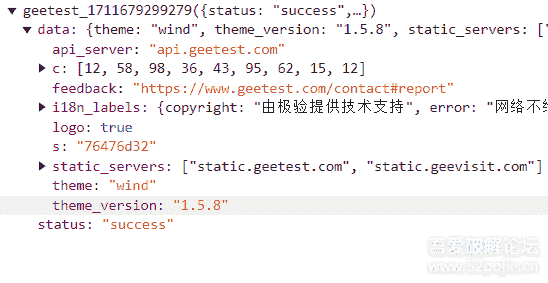 geetest_1711679299279({status: "success",…})
data: {theme: "wind", theme_version: "1.5.8", static_servers: ["
api_server: "api.geetest.com"
c: [12, 58, 98, 36, 43, 95, 62, 15, 12]
feedback: "https://www.geetest.com/contact#report"
i18n_labels: {copyright: "由极验提供技术支持", error: "网络不给
logo: true
s: "76476d32"
static_servers: ["static.geetest.com", "static.geevisit.com"]
theme: "wind"
theme_version: "1.5.8"
status: "success"
吾爱破解论坛
www.52pojie.cn